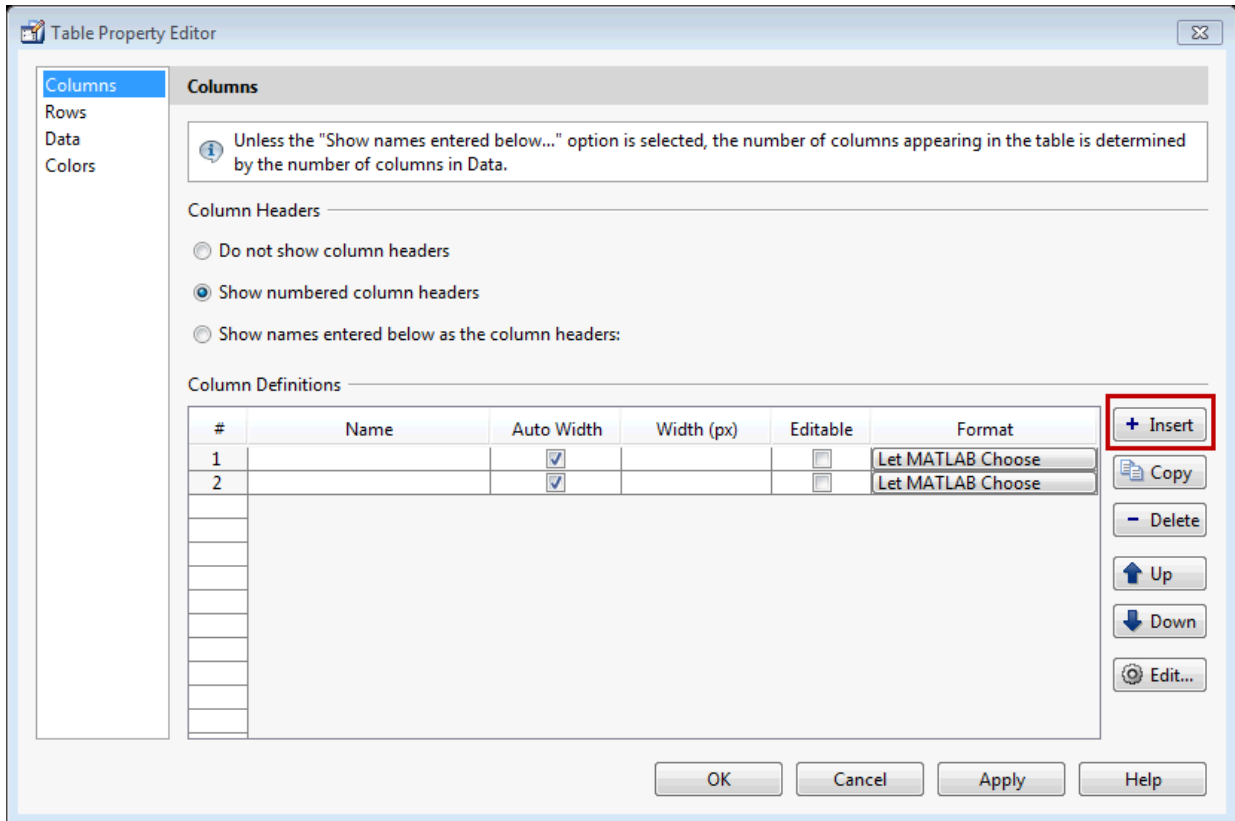 Table Property Editor
Columns
Rows
Data
Colors
Columns
Unless the "Show names entered below..." option is selected, the number of columns appearing in the table is determined
by the number of columns in Data.
Column Headers
Do not show column headers
Show numbered column headers
Show names entered below as the column headers:
Column Definitions
# Name Auto Width Width (px) Editable Format
1 Let MATLAB Choose
2 Let MATLAB Choose
+ Insert
Copy
- Delete
Up
Down
Edit...
OK Cancel Apply Help